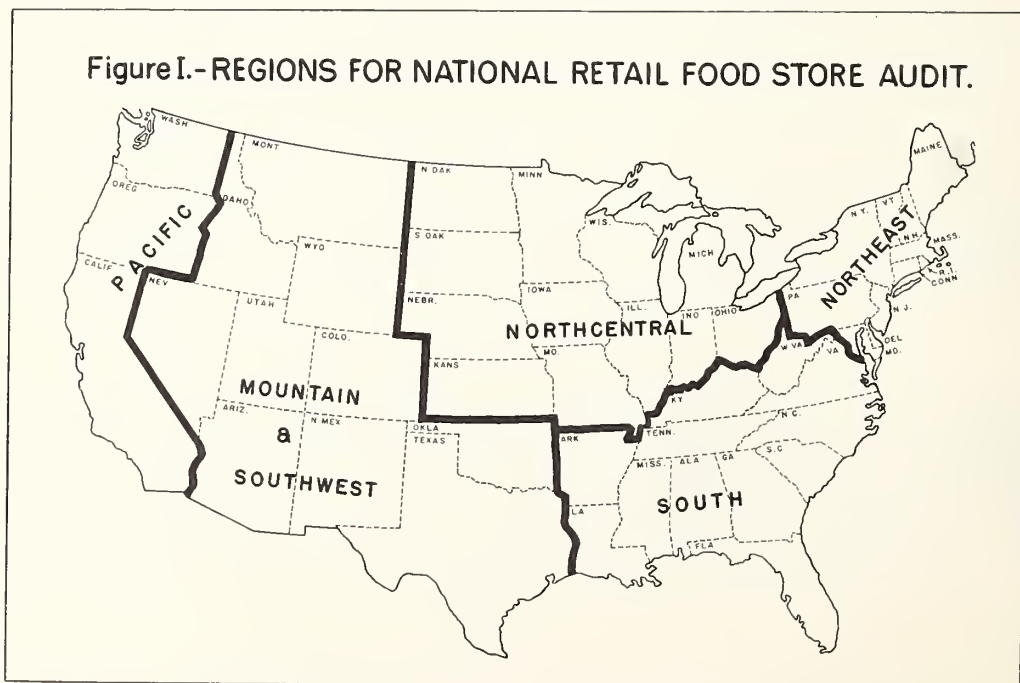 Figure I.-REGIONS FOR NATIONAL RETAIL FOOD STORE AUDIT.
WASH
MONT
N DAK
MINN
MAINE
OREG
DAHO
WIS.
N.Y.
VT.
N.H.
MASS.
R.I.
CONN
PACIFIC
WYO
S DAK
MICH
NORTHEAST
CALIF
NEV
UTAH
NEBR.
IOWA
ILL.
IND
OHIO
PA
N.J.
NORTHCENTRAL
COLO.
KANS
MO.
W VA
VA
DEL
MD.
KY
MOUNTAIN
&
SOUTHWEST
ARIZ.
N MEX
OKLA
TEXAS
ARK
TENN.
N.C.
MISS.
ALA
GA
S.C
SOUTH
LA
FLA